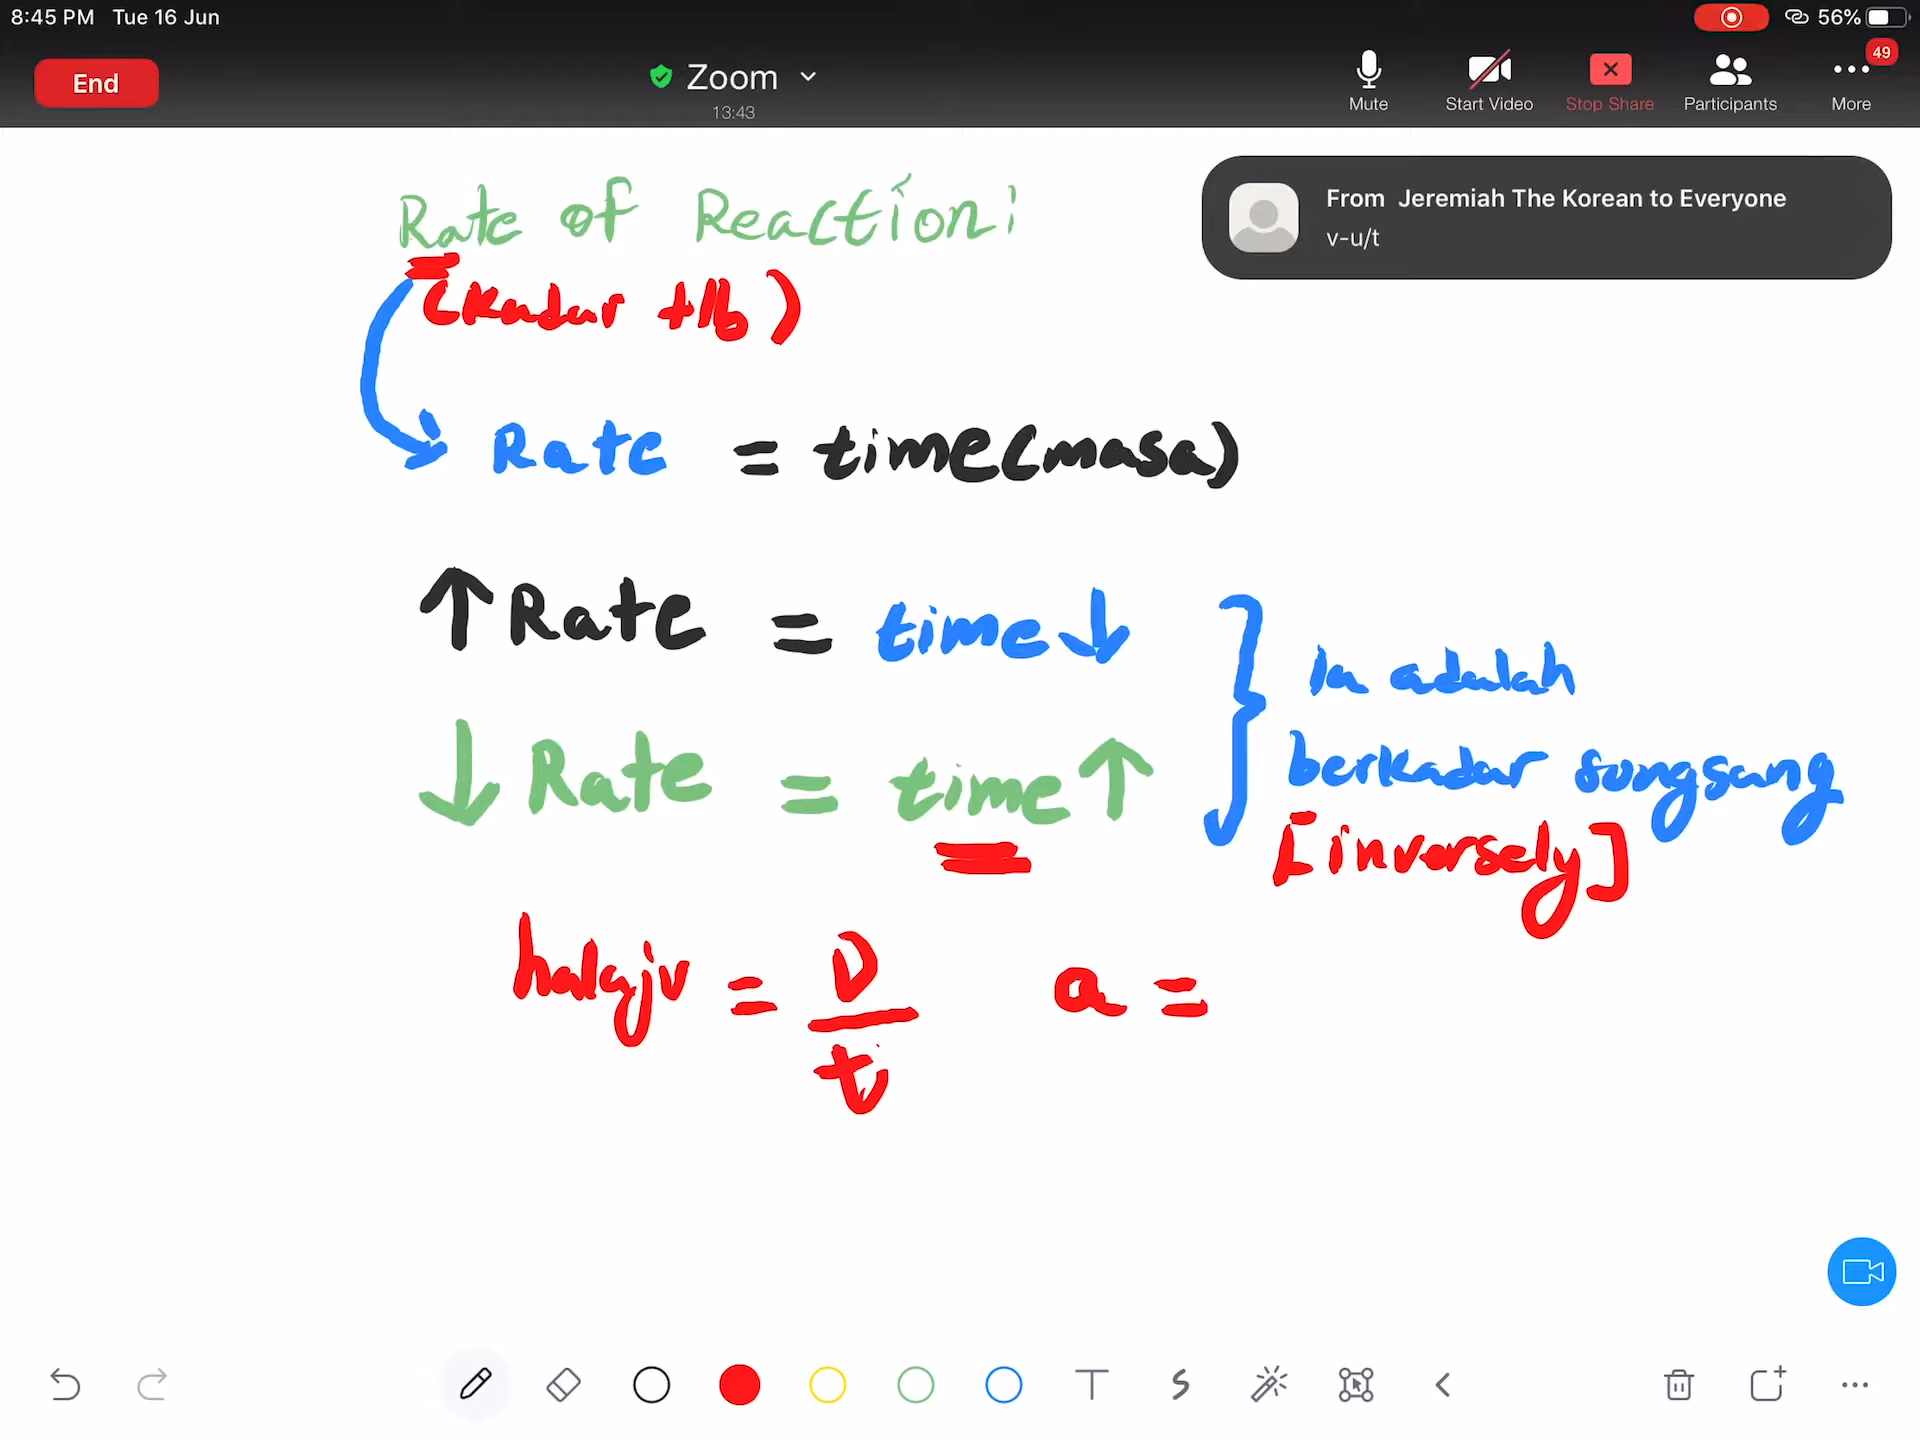 8:45 PM Tue 16 Jun
56%
End
Zoom
13:43
Mute
Start Video
Stop Share
Participants
More
49
From Jeremiah The Korean to Everyone
v-u/t
Rate of Reaction:
(Kadar t/b)
Rate = time(masa)
↑ Rate = time ↓
↓ Rate = time ↑
Ia adalah
berkadar songsang
[inversely]
halaju = D/t a =
T